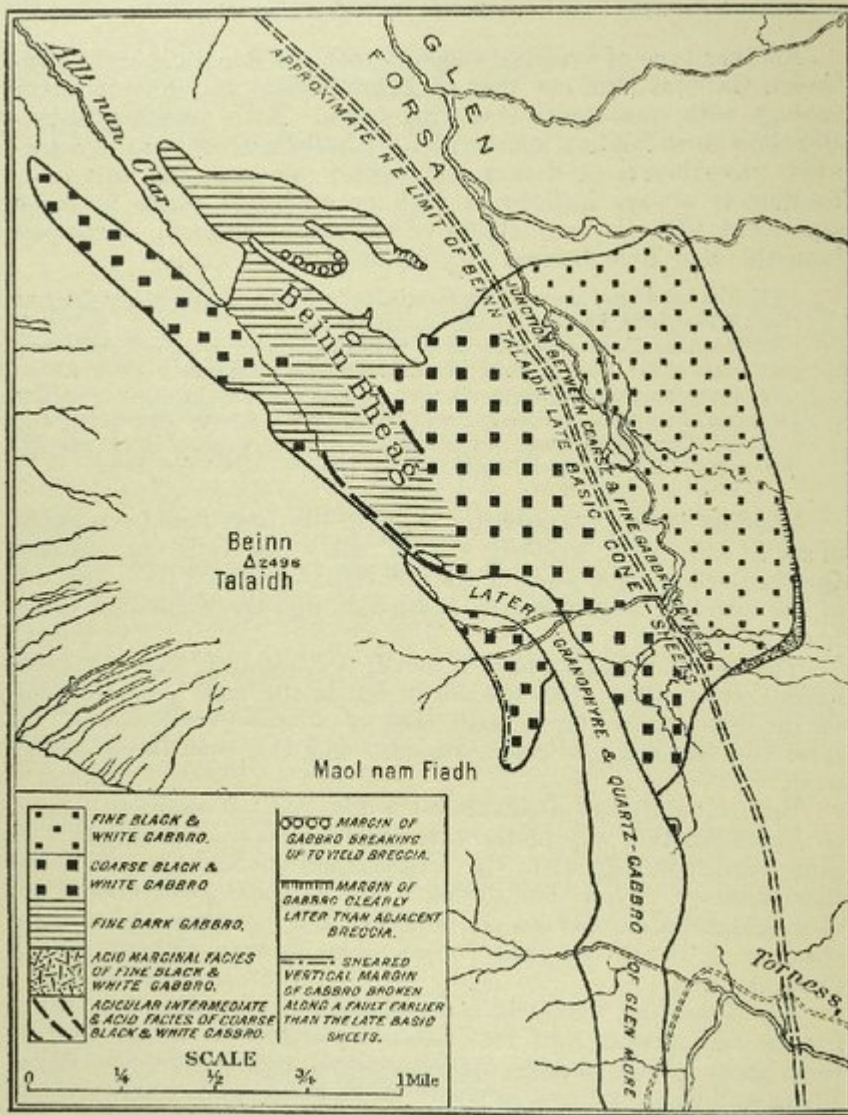 Allt nan Clar
GLEN
FORSA
APPROXIMATE N.E. LIMIT OF BEINN TALAIDH LATE BASIC CONE-SHEETS
JUNCTION BETWEEN COARSE & FINE GABBRO
Beinn Bheag
Beinn
Δ2496
Talaidh
LATER GRANOPHYRE & QUARTZ-GABBRO OF GLEN MORE
Maol nam Fiadh
Torness,
FINE BLACK &
WHITE GABBRO.
COARSE BLACK &
WHITE GABBRO
FINE DARK GABBRO.
ACID MARGINAL FACIES
OF FINE BLACK &
WHITE GABBRO.
ACICULAR INTERMEDIATE
& ACID FACIES OF COARSE
BLACK & WHITE GABBRO.
MARGIN OF
GABBRO BREAKING
UP TO YIELD BRECCIA.
MARGIN OF
GABBRO CLEARLY
LATER THAN ADJACENT
BRECCIA.
SHEARED
VERTICAL MARGIN
OF GABBRO BROKEN
ALONG A FAULT EARLIER
THAN THE LATE BASIC
SHEETS.
SCALE
0 1/4 1/2 3/4 1 Mile